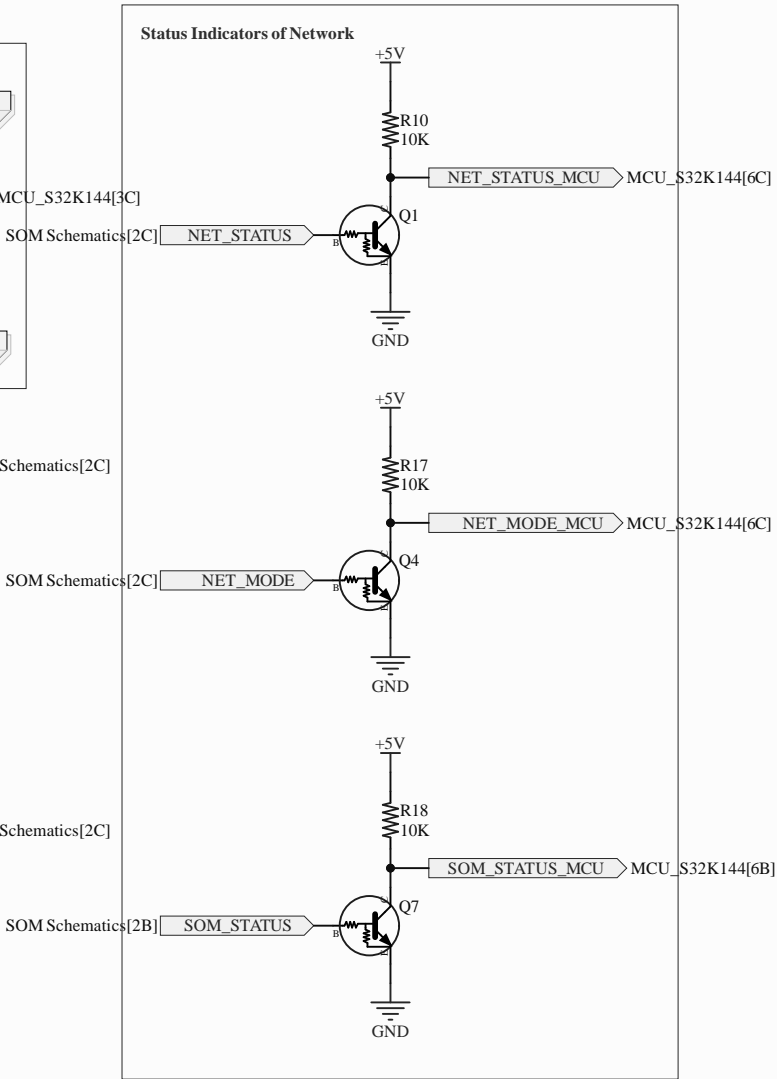 Status Indicators of Network
+5V
R10
10K
NET_STATUS_MCU MCU_S32K144[6C]
MCU_S32K144[3C]
C
Q1
SOM Schematics[2C] NET_STATUS
B
E
GND
+5V
Schematics[2C]
R17
10K
NET_MODE_MCU MCU_S32K144[6C]
C
Q4
SOM Schematics[2C] NET_MODE
B
E
GND
+5V
R18
Schematics[2C]
10K
SOM_STATUS_MCU MCU_S32K144[6B]
C
Q7
SOM Schematics[2B] SOM_STATUS
B
E
GND